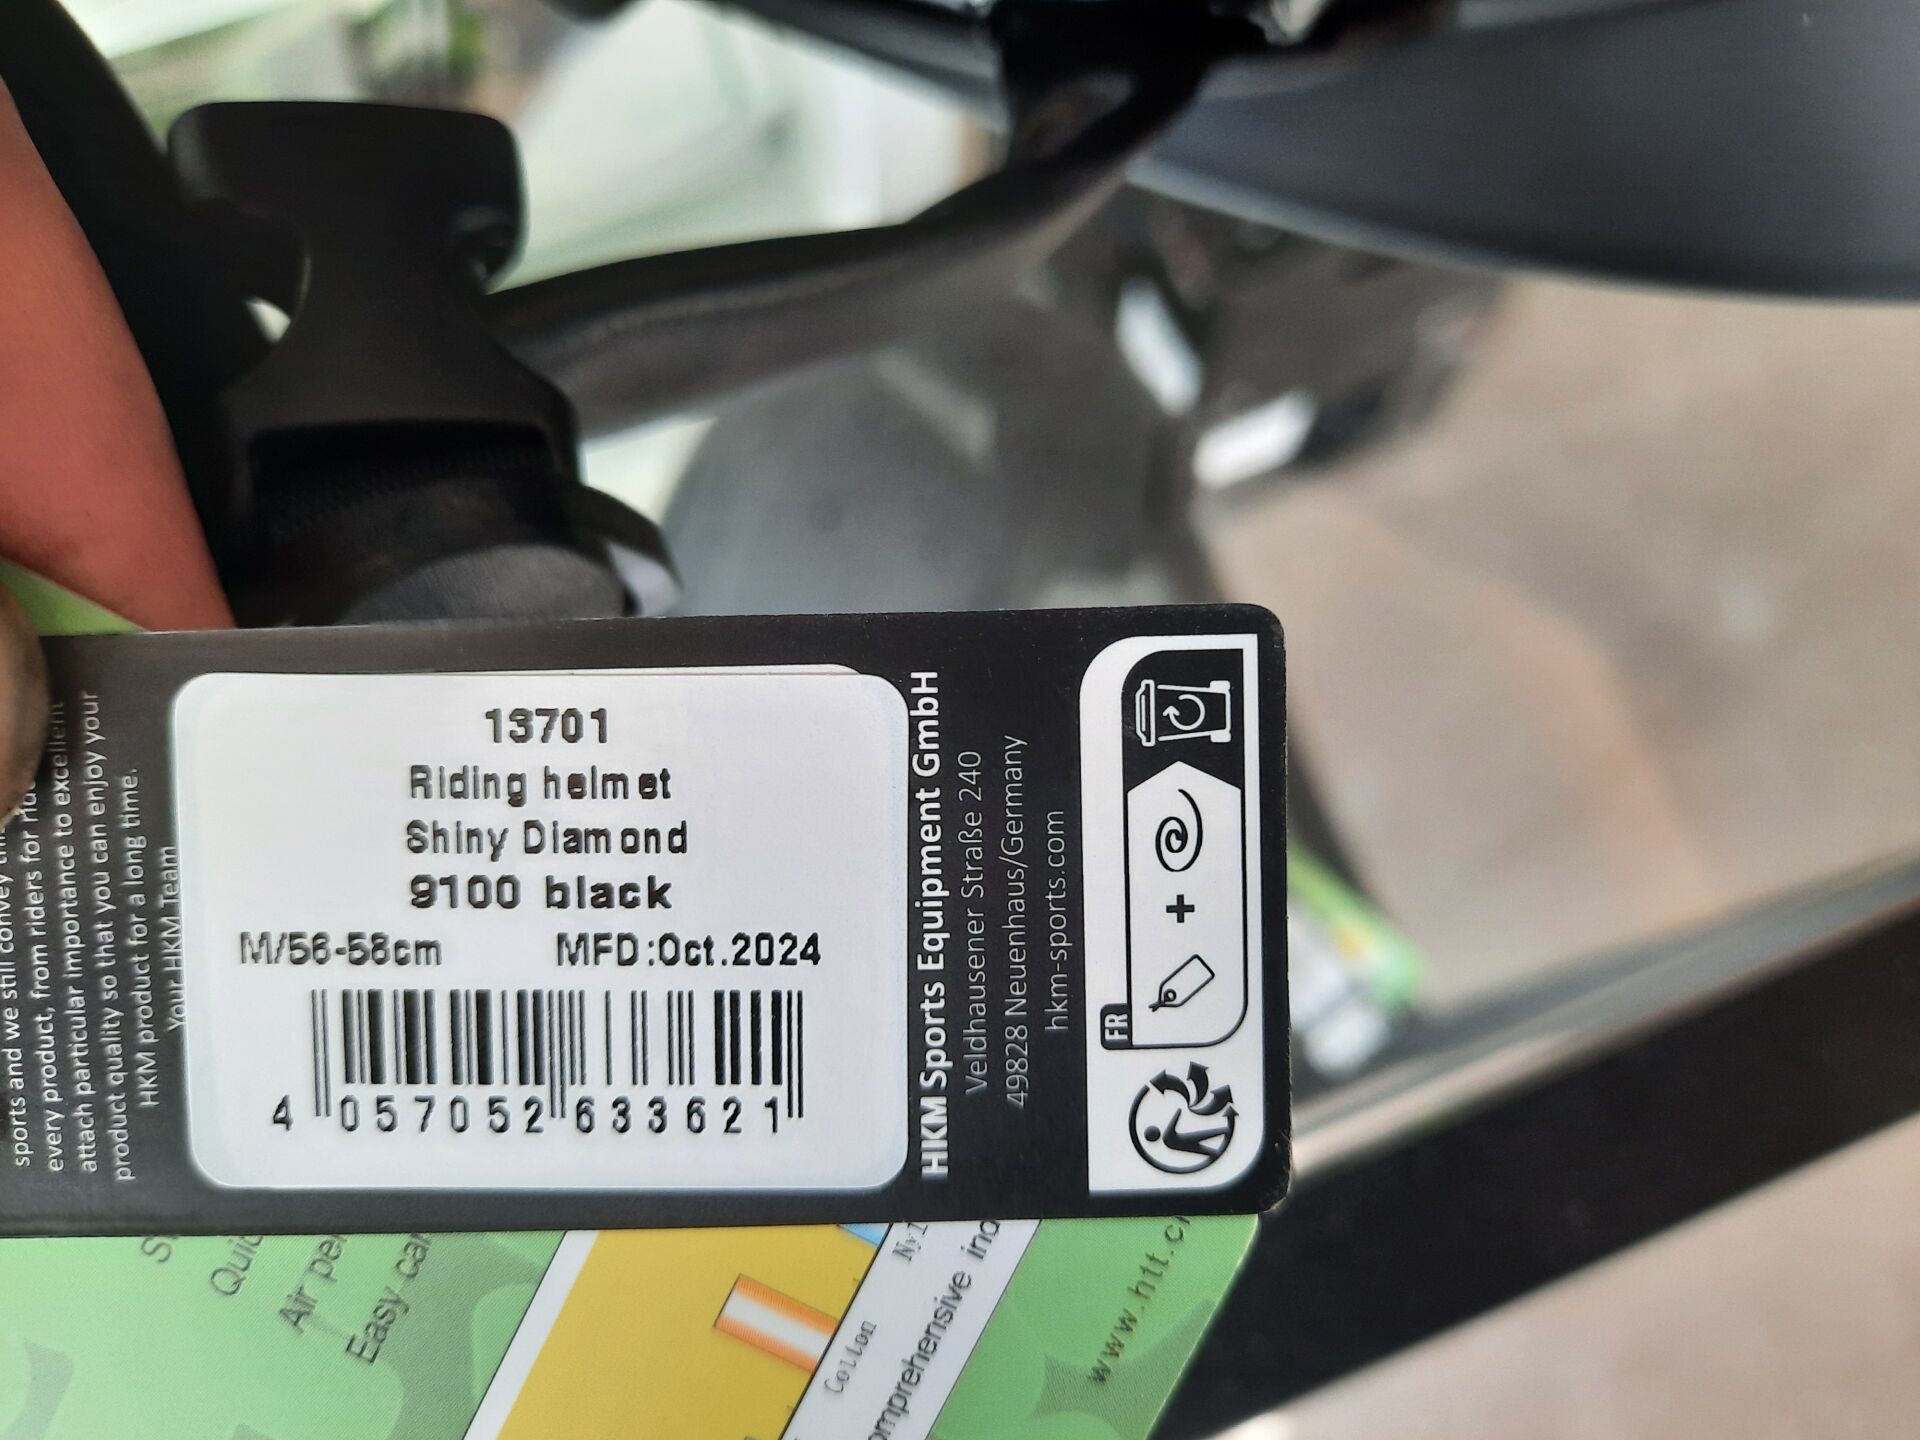 13701
Riding helmet
Shiny Diamond
9100 black
M/56-58cm MFD:Oct.2024
4 057052 633621
HKM Sports Equipment GmbH
Veldhausener Straße 240
49828 Neuenhaus/Germany
hkm-sports.com
FR
sports and we still convey
every product, from riders for
attach particular importance to excellent
product quality so that you can enjoy your
HKM product for a long time.
Your HKM Team
Easy
Cotton
www.htt.